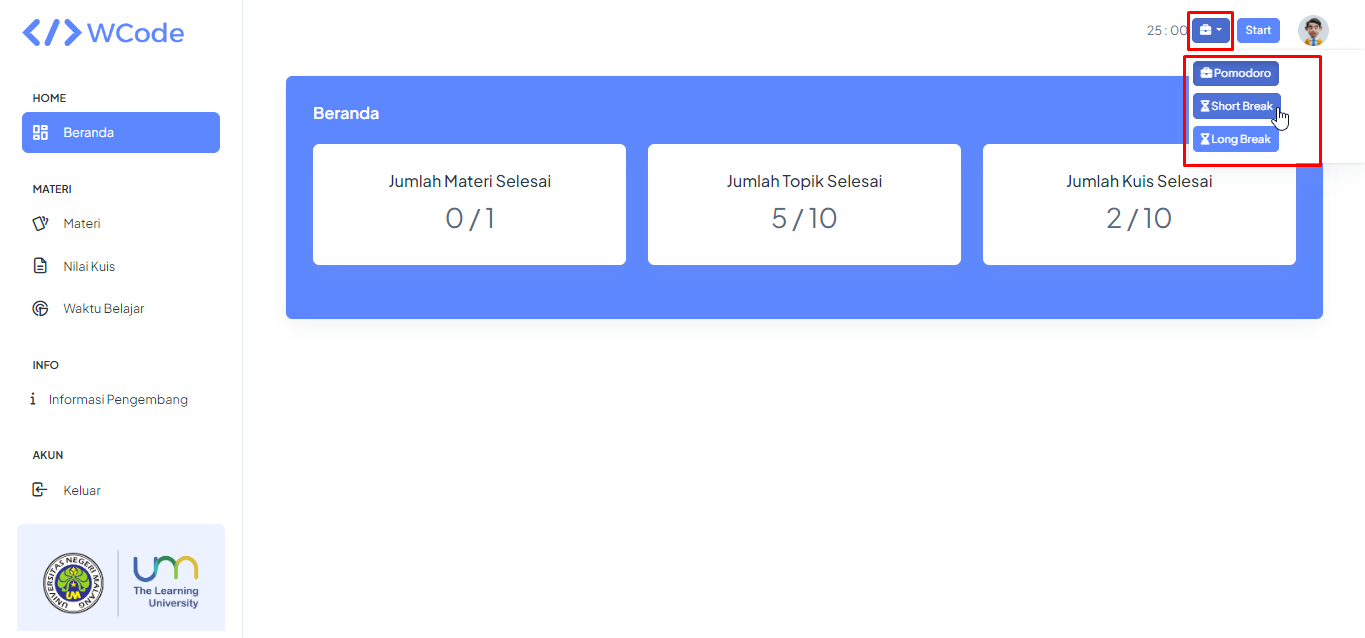 </> WCode
25 : 00
Start
Pomodoro
Short Break
Long Break
HOME
Beranda
MATERI
Materi
Nilai Kuis
Waktu Belajar
INFO
Informasi Pengembang
AKUN
Keluar
UNIVERSITAS NEGERI MALANG
UM
um
The Learning
University
Beranda
Jumlah Materi Selesai
0 / 1
Jumlah Topik Selesai
5 / 10
Jumlah Kuis Selesai
2 / 10